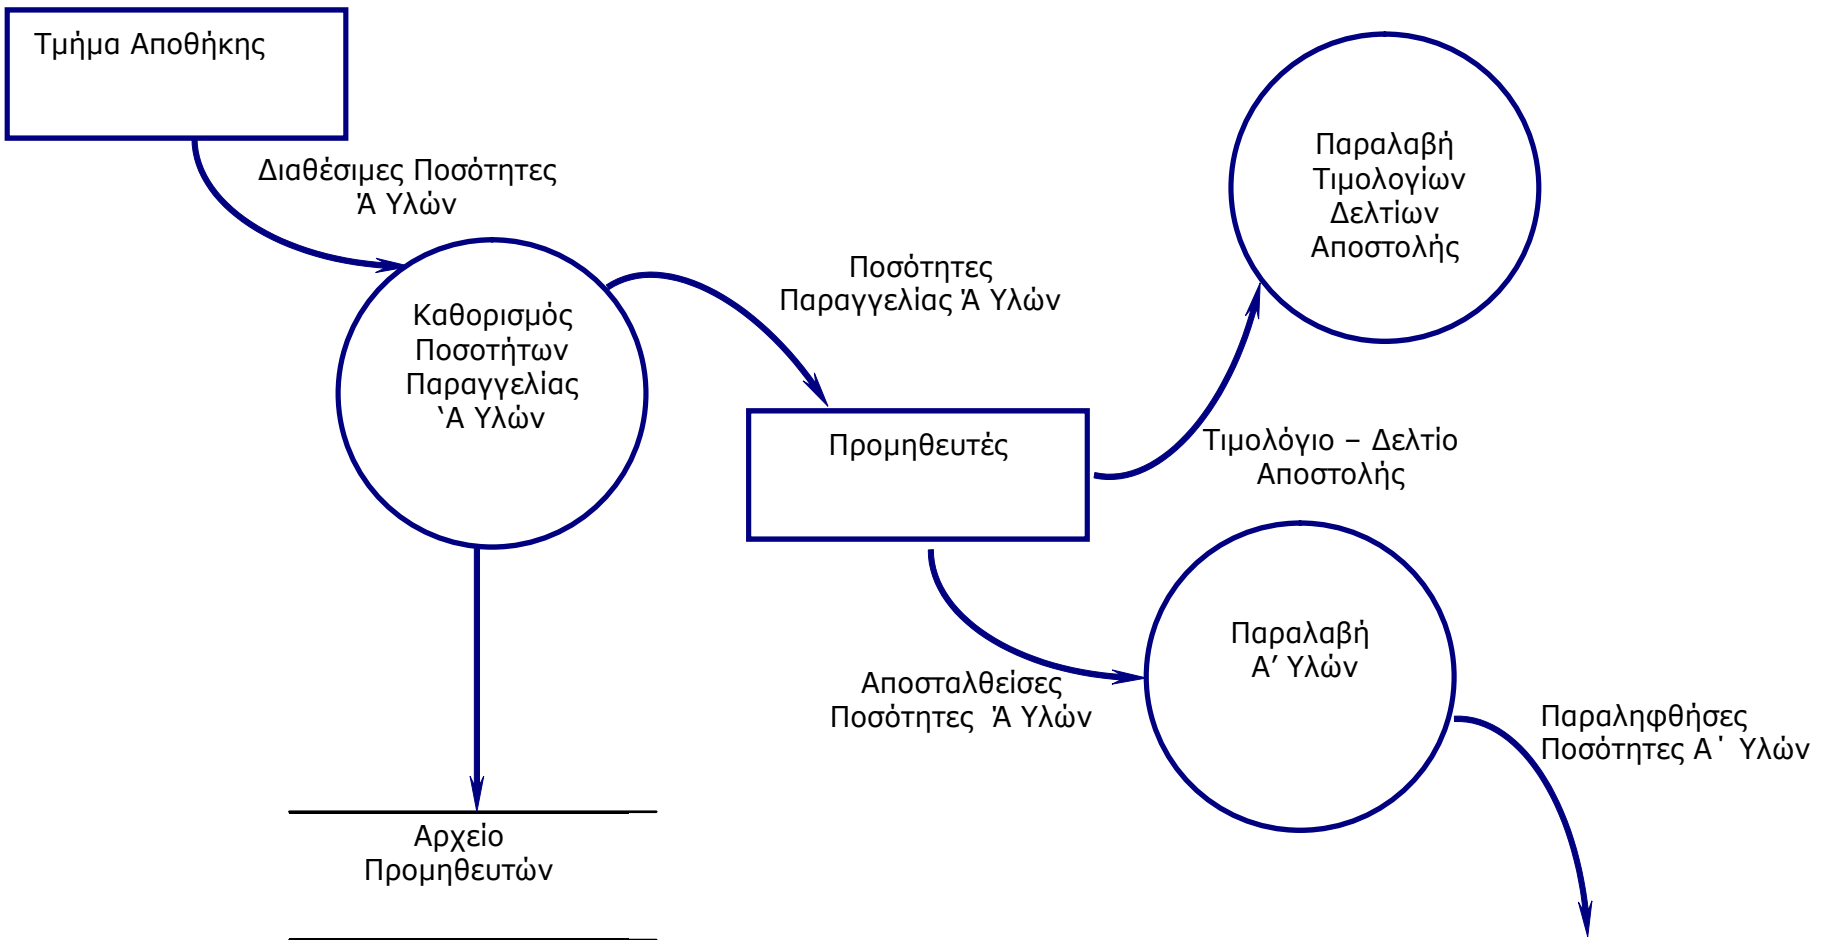 Τμήμα Αποθήκης
Διαθέσιμες Ποσότητες
Ά Υλών
Καθορισμός
Ποσοτήτων
Παραγγελίας
‛Α Υλών
Ποσότητες
Παραγγελίας Ά Υλών
Παραλαβή
Τιμολογίων
Δελτίων
Αποστολής
Προμηθευτές
Τιμολόγιο – Δελτίο
Αποστολής
Αποσταλθείσες
Ποσότητες Ά Υλών
Παραλαβή
Α’ Υλών
Παραληφθήσες
Ποσότητες Α΄ Υλών
Αρχείο
Προμηθευτών